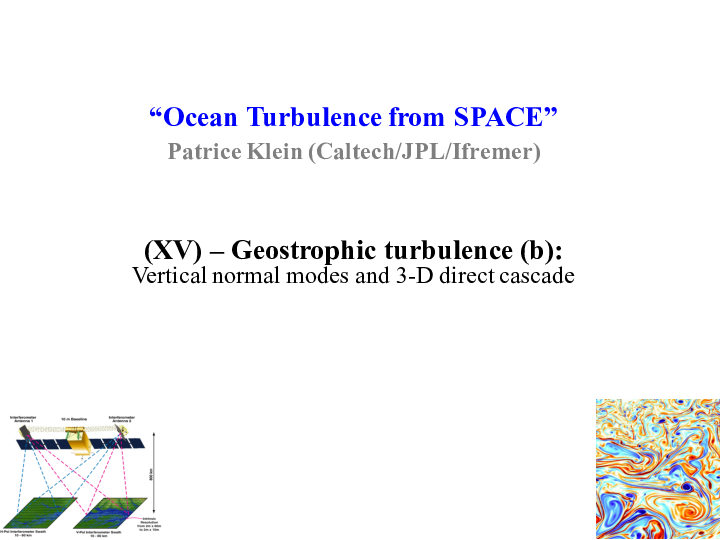 “Ocean Turbulence from SPACE”
Patrice Klein (Caltech/JPL/Ifremer)
(XV) – Geostrophic turbulence (b):
Vertical normal modes and 3-D direct cascade
Interferometer
Antenna 1
10 m Baseline
Interferometer
Antenna 2
H-Pol Interferometer Swath
10 - 60 km
V-Pol Interferometer Swath
10 - 60 km
Intrinsic
Resolution